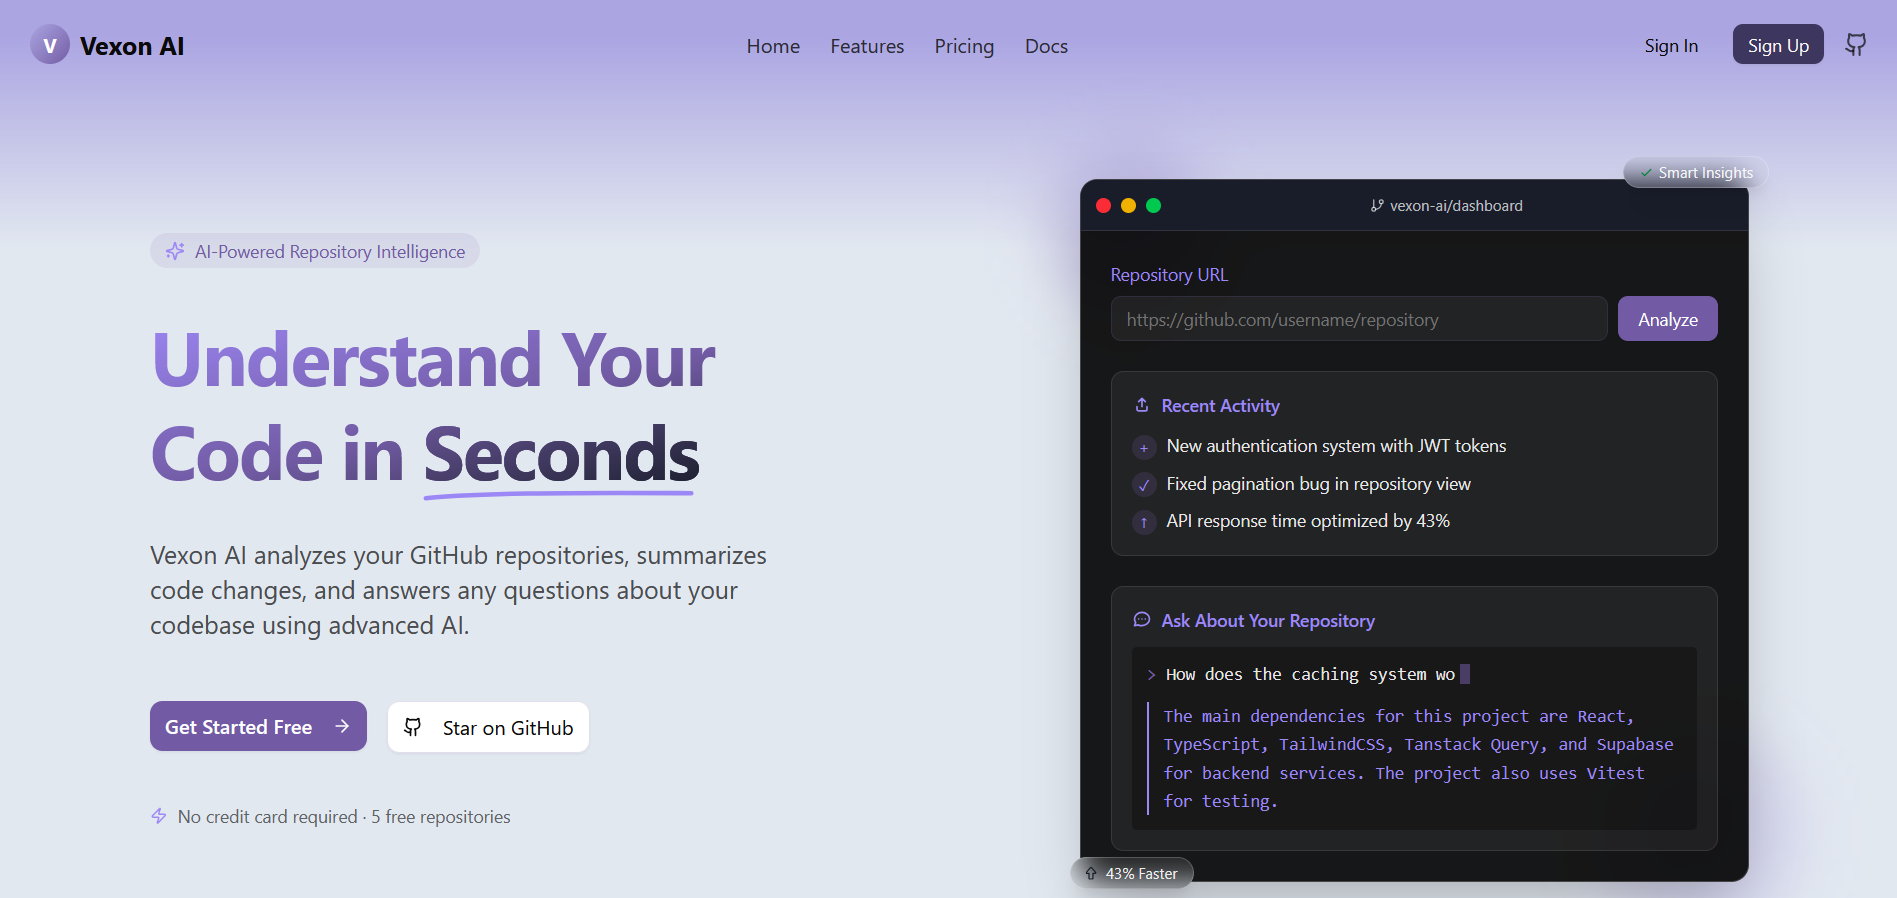 V Vexon AI
Home Features Pricing Docs
Sign In Sign Up
AI-Powered Repository Intelligence
Understand Your
Code in Seconds
Vexon AI analyzes your GitHub repositories, summarizes
code changes, and answers any questions about your
codebase using advanced AI.
Get Started Free → Star on GitHub
No credit card required · 5 free repositories
✓ Smart Insights
vexon-ai/dashboard
Repository URL
https://github.com/username/repository Analyze
Recent Activity
+ New authentication system with JWT tokens
✓ Fixed pagination bug in repository view
↑ API response time optimized by 43%
Ask About Your Repository
> How does the caching system wo
The main dependencies for this project are React,
TypeScript, TailwindCSS, Tanstack Query, and Supabase
for backend services. The project also uses Vitest
for testing.
43% Faster